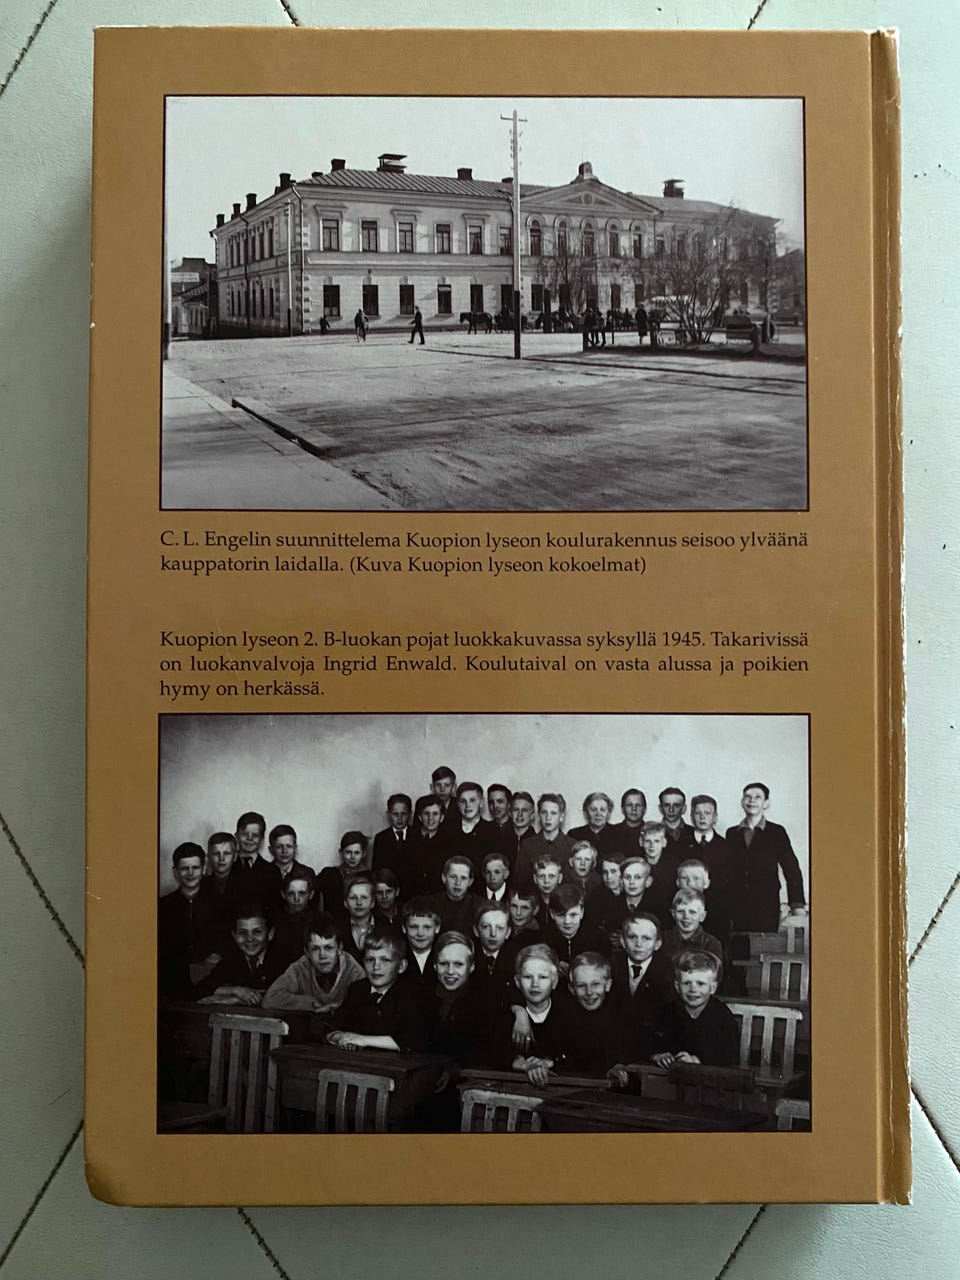 C. L. Engelin suunnittelema Kuopion lyseon koulurakennus seisoo ylväänä
kauppatorin laidalla. (Kuva Kuopion lyseon kokoelmat)
Kuopion lyseon 2. B-luokan pojat luokkakuvassa syksyllä 1945. Takarivissä
on luokanvalvoja Ingrid Enwald. Koulutaival on vasta alussa ja poikien
hymy on herkässä.